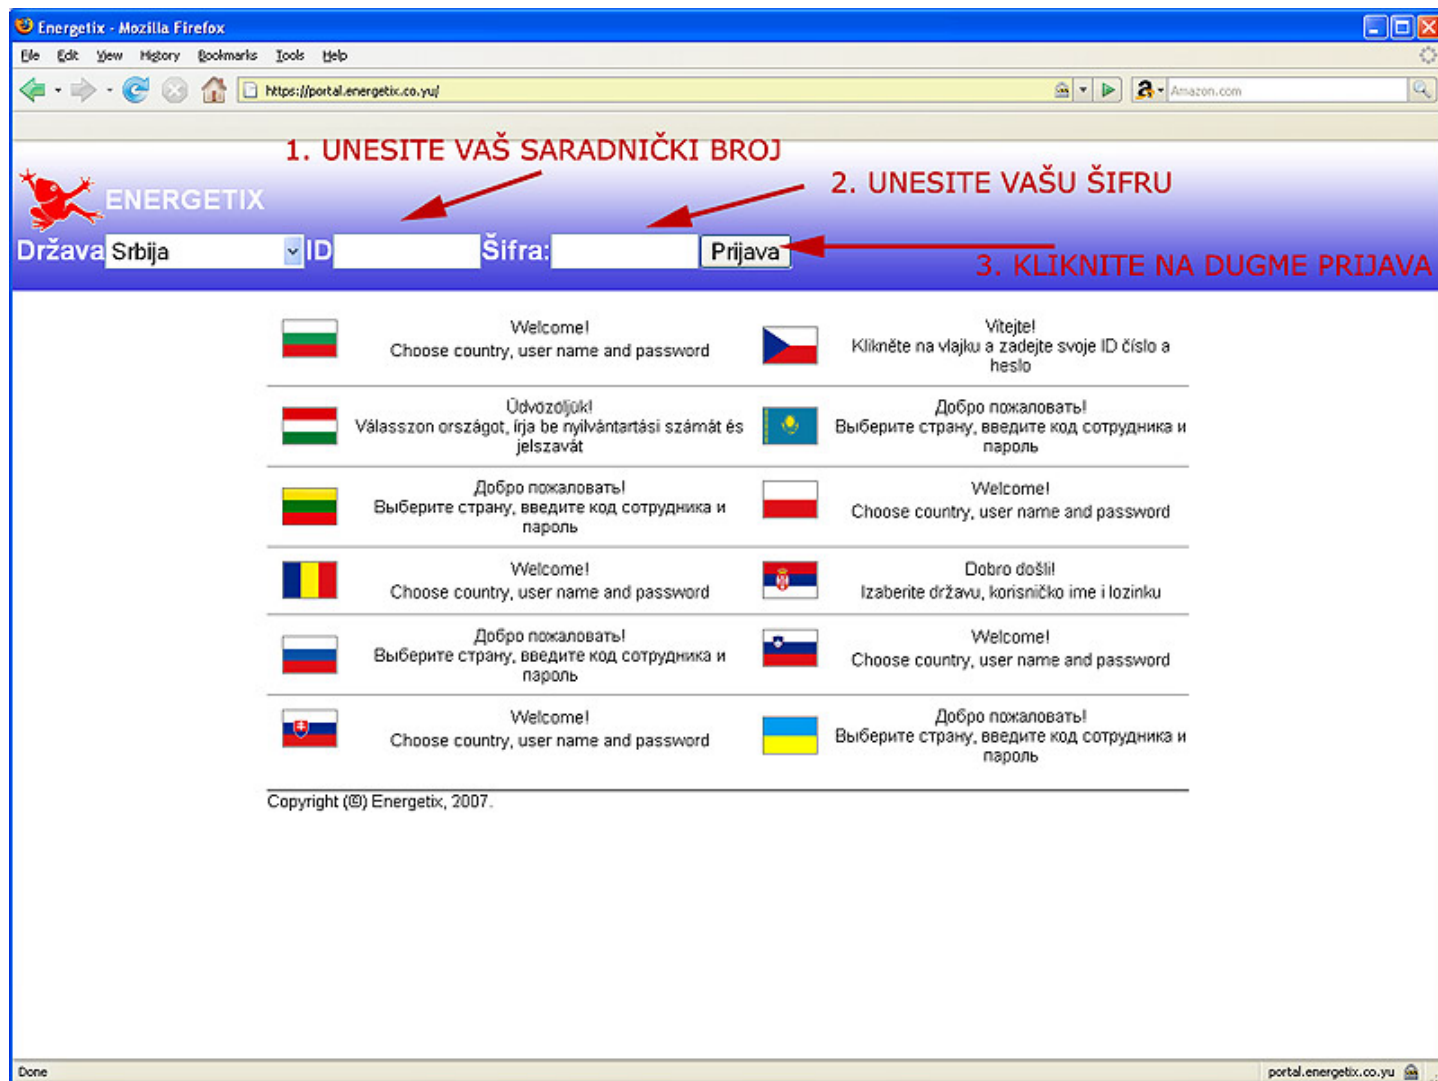 Energetix - Mozilla Firefox
File Edit View History Bookmarks Tools Help
https://portal.energetix.co.yu/
Amazon.com
1. UNESITE VAŠ SARADNIČKI BROJ
2. UNESITE VAŠU ŠIFRU
ENERGETIX
Država Srbija ID Šifra: Prijava
3. KLIKNITE NA DUGME PRIJAVA
Welcome!
Choose country, user name and password
Vítejte!
Klikněte na vlajku a zadejte svoje ID číslo a
heslo
Üdvözöljük!
Válasszon országot, írja be nyilvántartási számát és
jelszavát
Добро пожаловать!
Выберите страну, введите код сотрудника и
пароль
Добро пожаловать!
Выберите страну, введите код сотрудника и
пароль
Welcome!
Choose country, user name and password
Welcome!
Choose country, user name and password
Dobro došli!
Izaberite državu, korisničko ime i lozinku
Добро пожаловать!
Выберите страну, введите код сотрудника и
пароль
Welcome!
Choose country, user name and password
Welcome!
Choose country, user name and password
Добро пожаловать!
Выберите страну, введите код сотрудника и
пароль
Copyright (©) Energetix, 2007.
Done
portal.energetix.co.yu